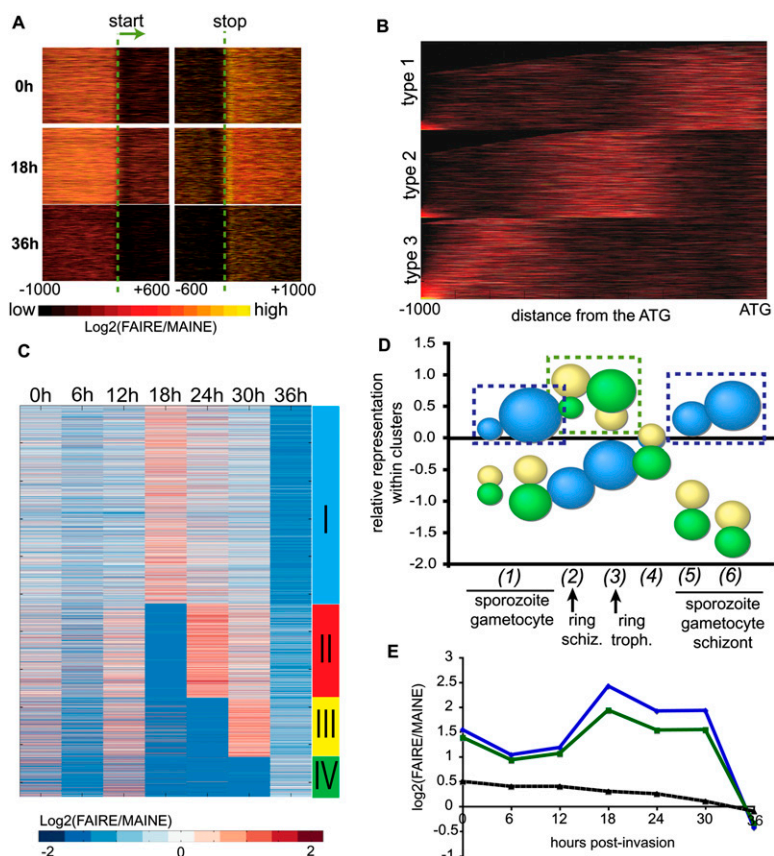 A
start
stop
0h
18h
36h
-1000
+600
-600
+1000
low
high
Log2(FAIRE/MAINE)
B
type 1
type 2
type 3
-1000
distance from the ATG
ATG
C
0h 6h 12h 18h 24h 30h 36h
I
II
III
IV
Log2(FAIRE/MAINE)
-2
0
2
D
relative representation
within clusters
1.5
1.0
0.5
0.0
-0.5
-1.0
-1.5
-2.0
(1) (2) (3) (4) (5) (6)
sporozoite
gametocyte
ring
schiz.
ring
troph.
sporozoite
gametocyte
schizont
E
log2(FAIRE/MAINE)
3
2.5
2
1.5
1
0.5
0
-0.5
-1
0 6 12 18 24 30 36
hours post-invasion